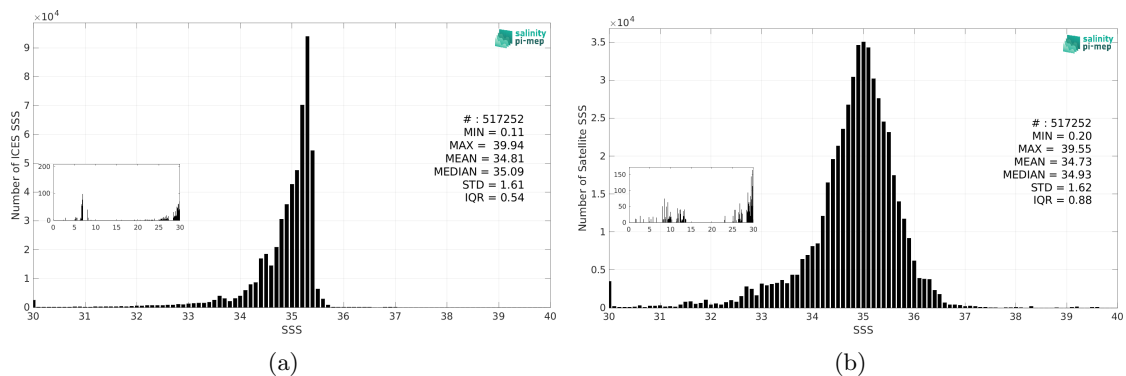 ×10⁴
salinity
pi-mep
9
8
7
6
5
4
3
2
1
0
Number of ICES SSS
# : 517252
MIN = 0.11
MAX = 39.94
MEAN = 34.81
MEDIAN = 35.09
STD = 1.61
IQR = 0.54
200
100
0
0 5 10 15 20 25 30
30 31 32 33 34 35 36 37 38 39 40
SSS
(a)
×10⁴
salinity
pi-mep
3.5
3
2.5
2
1.5
1
0.5
0
Number of Satellite SSS
# : 517252
MIN = 0.20
MAX = 39.55
MEAN = 34.73
MEDIAN = 34.93
STD = 1.62
IQR = 0.88
150
100
50
0
0 5 10 15 20 25 30
30 31 32 33 34 35 36 37 38 39 40
SSS
(b)